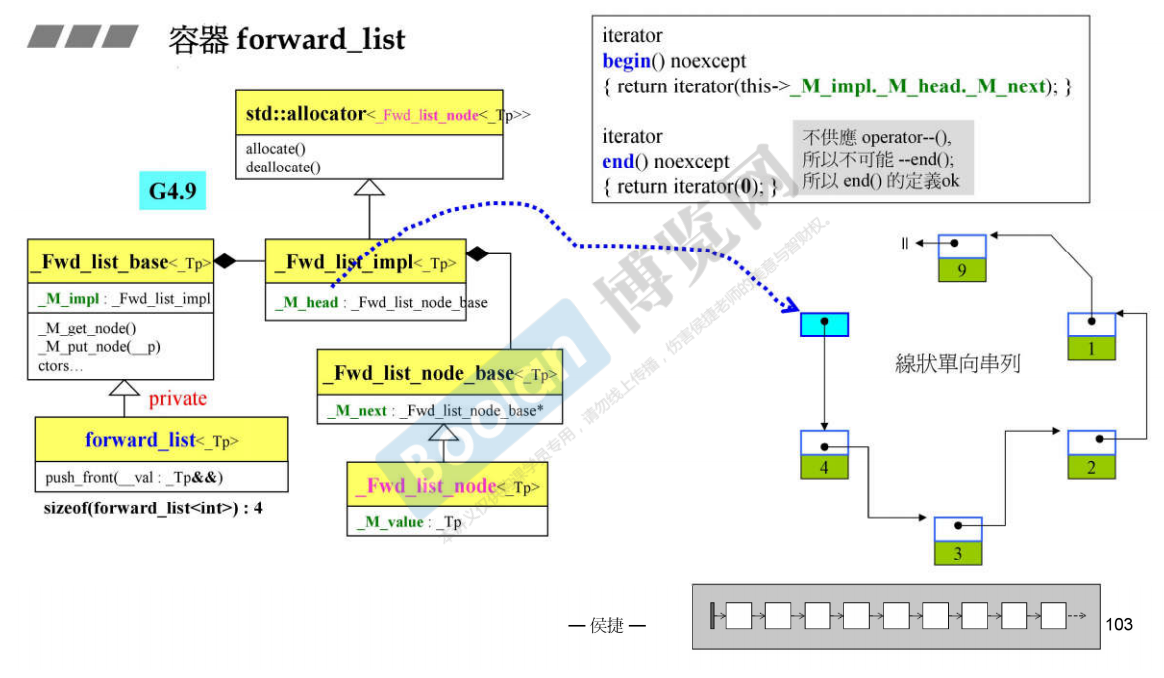 容器 forward_list
std::allocator<_Fwd_list_node<_Tp>>
allocate()
deallocate()
G4.9
_Fwd_list_base<_Tp>
_M_impl : _Fwd_list_impl
_M_get_node()
_M_put_node(__p)
ctors…
_Fwd_list_impl<_Tp>
_M_head : _Fwd_list_node_base
_Fwd_list_node_base<_Tp>
_M_next : _Fwd_list_node_base*
private
forward_list<_Tp>
push_front(__val : _Tp&&)
sizeof(forward_list<int>) : 4
_Fwd_list_node<_Tp>
_M_value : _Tp
iterator
begin() noexcept
{ return iterator(this->_M_impl._M_head._M_next); }
iterator
end() noexcept
{ return iterator(0); }
不供應 operator--(),
所以不可能 --end();
所以 end() 的定義ok
9
1
線狀單向串列
4
2
3
Boolan
博览网
— 侯捷 —
103